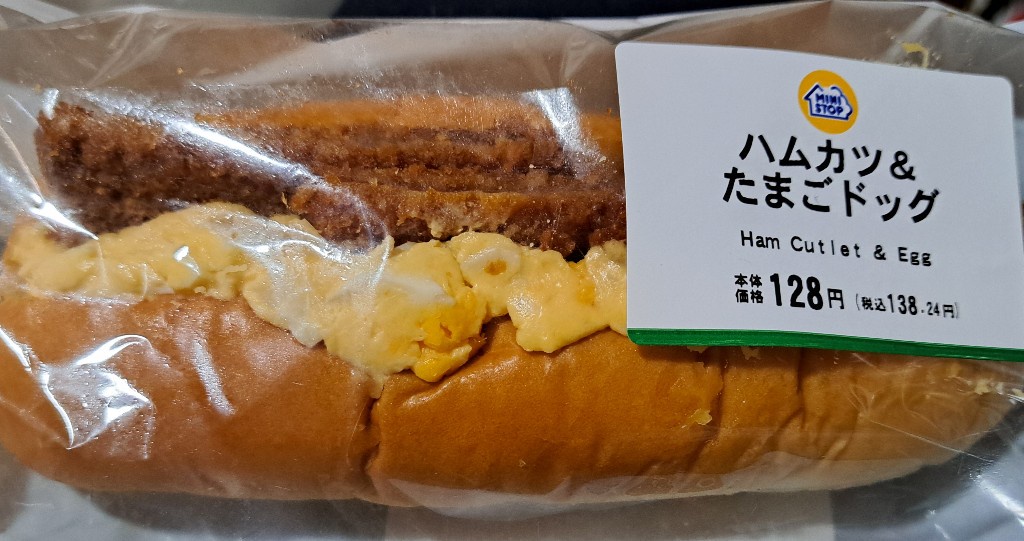 MINI
STOP
ハムカツ&
たまごドッグ
Ham Cutlet & Egg
本体価格 128円 (税込138.24円)